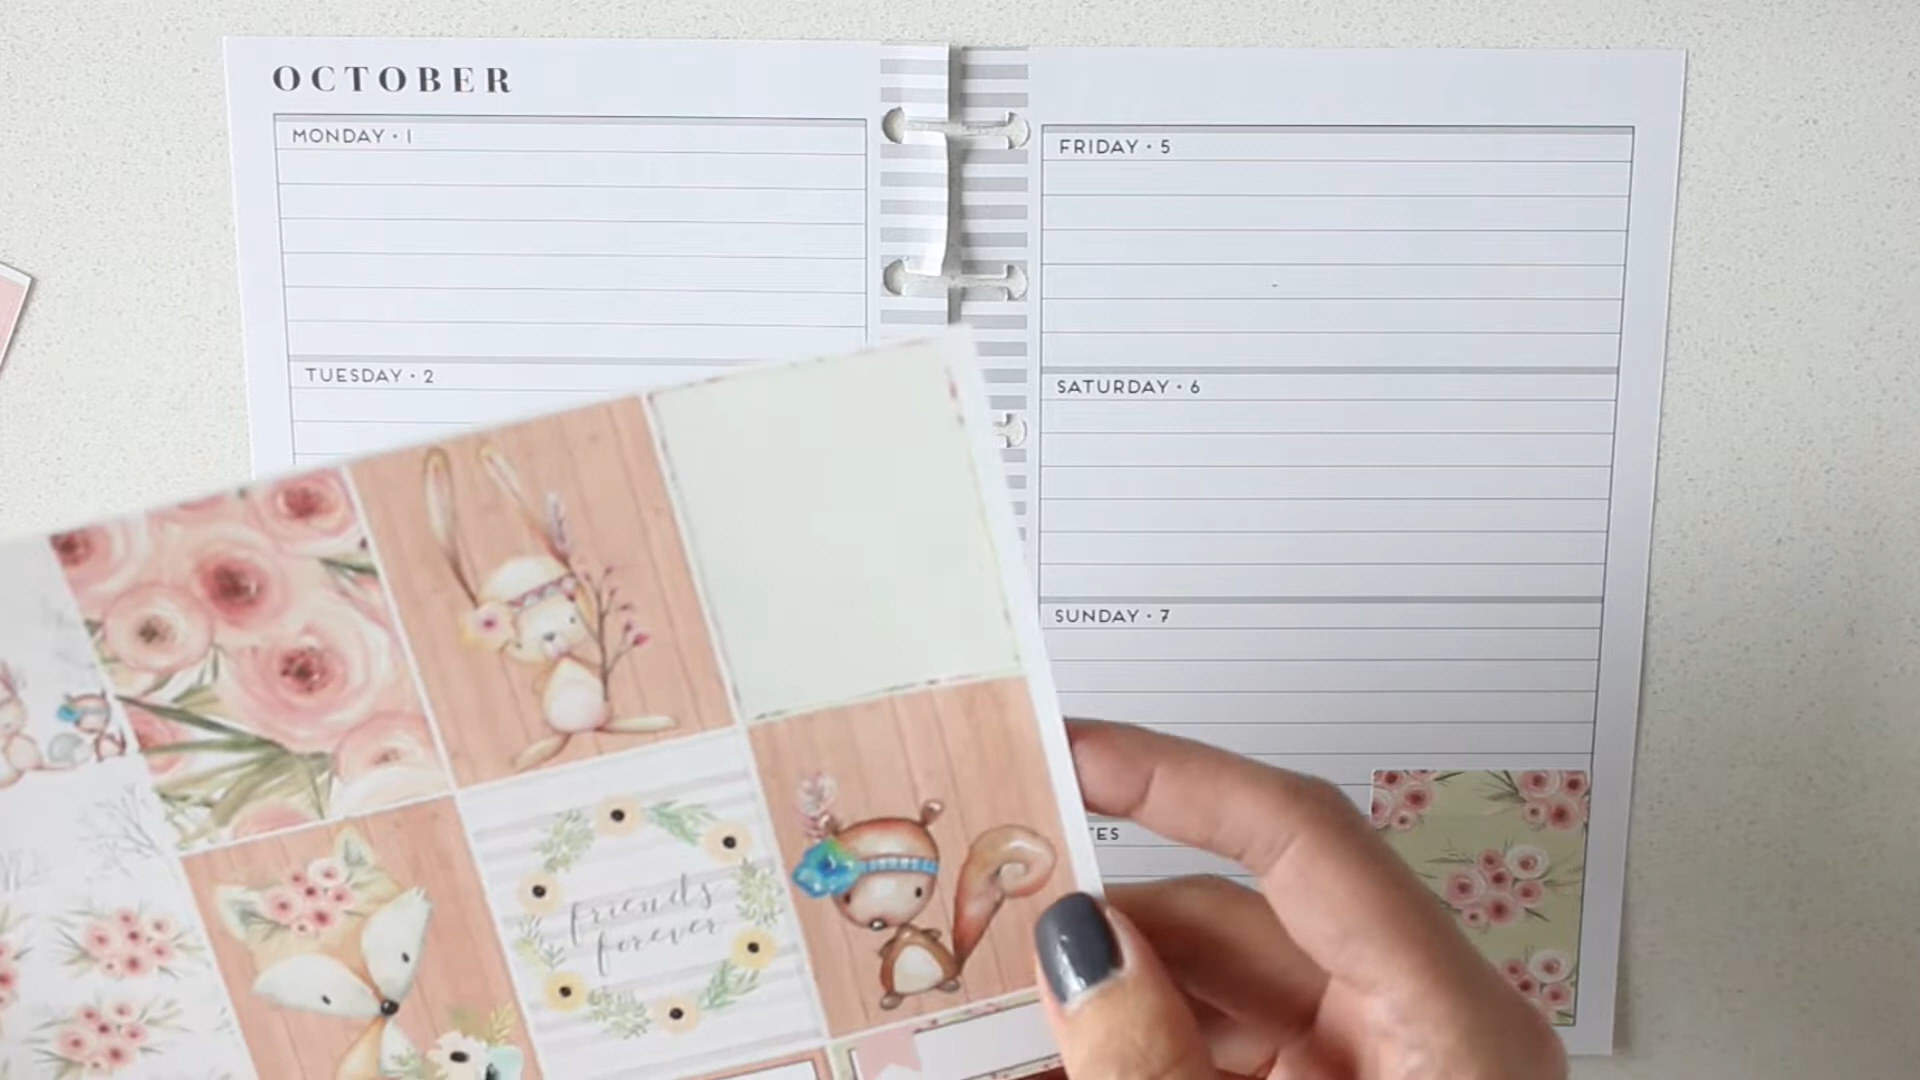 OCTOBER
MONDAY • 1
TUESDAY • 2
FRIDAY • 5
SATURDAY • 6
SUNDAY • 7
friends
forever